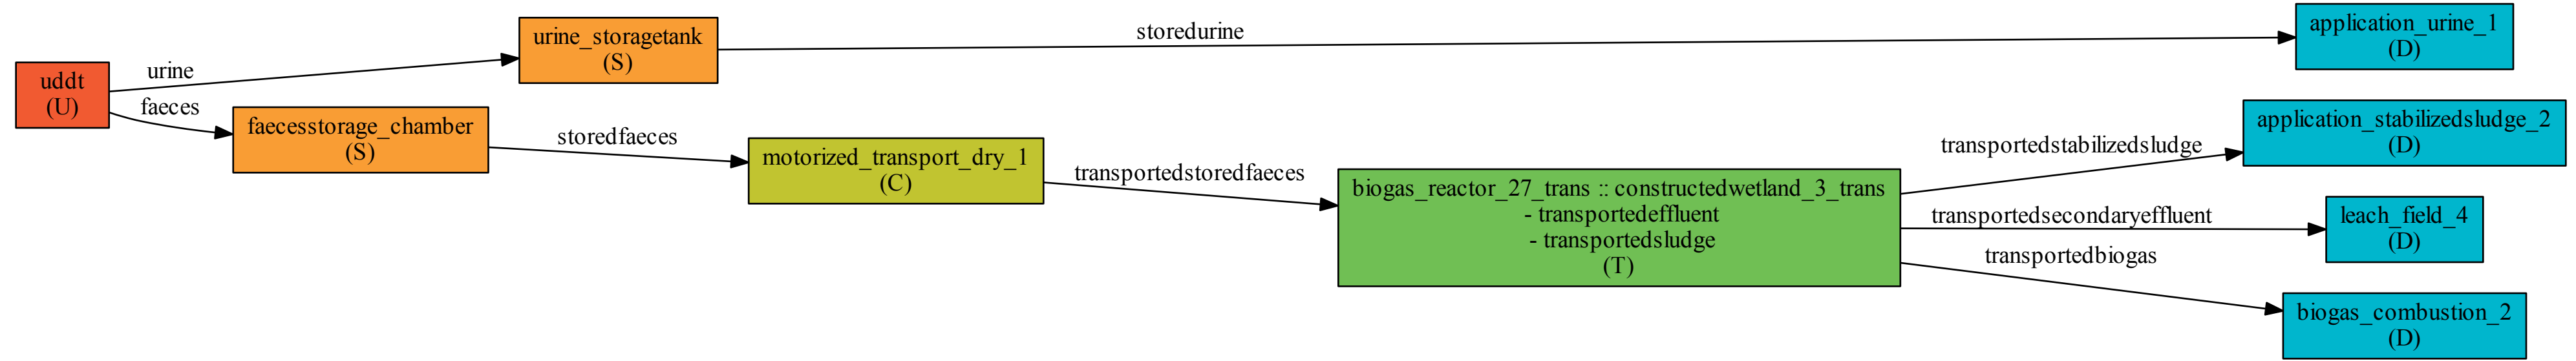 uddt
(U)
urine
faeces
urine_storagetank
(S)
faecesstorage_chamber
(S)
storedurine
storedfaeces
motorized_transport_dry_1
(C)
transportedstoredfaeces
biogas_reactor_27_trans :: constructedwetland_3_trans
- transportedeffluent
- transportedsludge
(T)
transportedstabilizedsludge
transportedsecondaryeffluent
transportedbiogas
application_urine_1
(D)
application_stabilizedsludge_2
(D)
leach_field_4
(D)
biogas_combustion_2
(D)